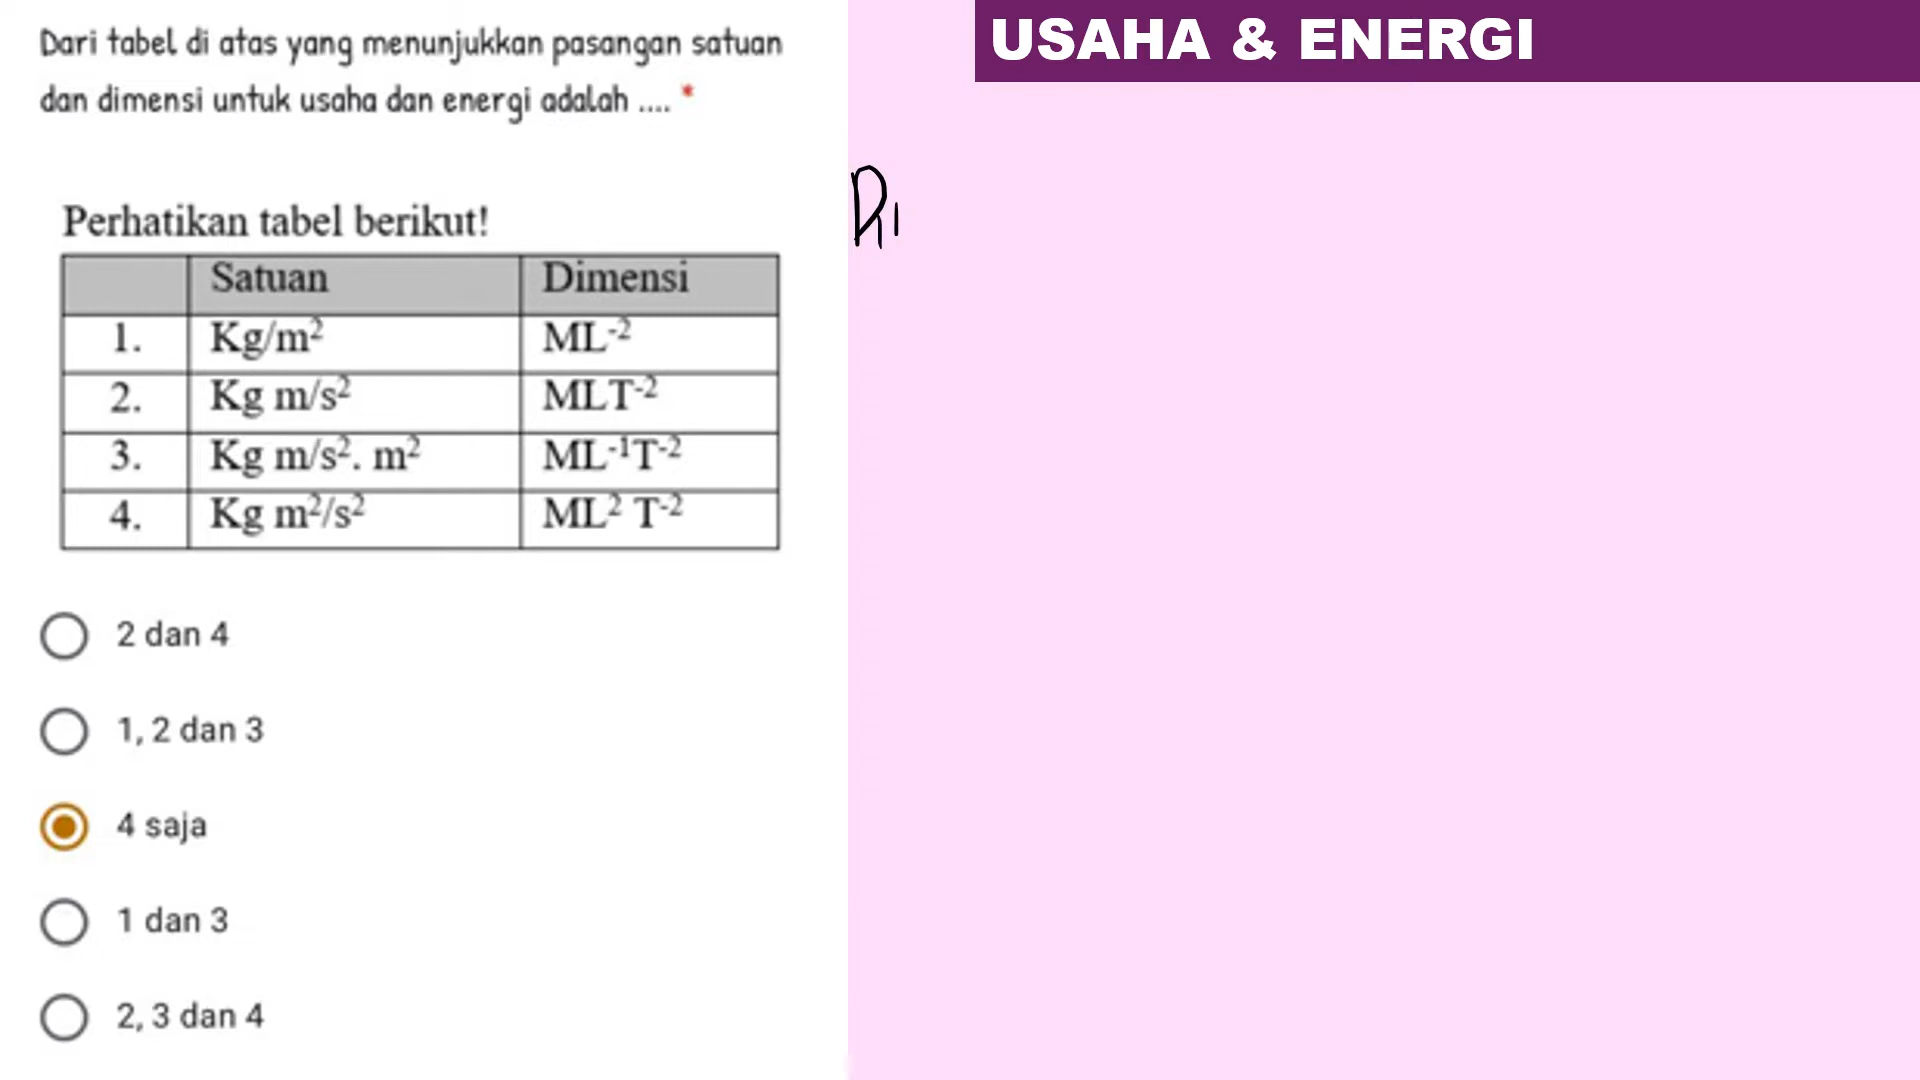 Dari tabel di atas yang menunjukkan pasangan satuan
dan dimensi untuk usaha dan energi adalah .... *
Perhatikan tabel berikut!
Satuan Dimensi
1. Kg/m² ML⁻²
2. Kg m/s² MLT⁻²
3. Kg m/s². m² ML⁻¹T⁻²
4. Kg m²/s² ML² T⁻²
2 dan 4
1, 2 dan 3
4 saja
1 dan 3
2, 3 dan 4
USAHA & ENERGI